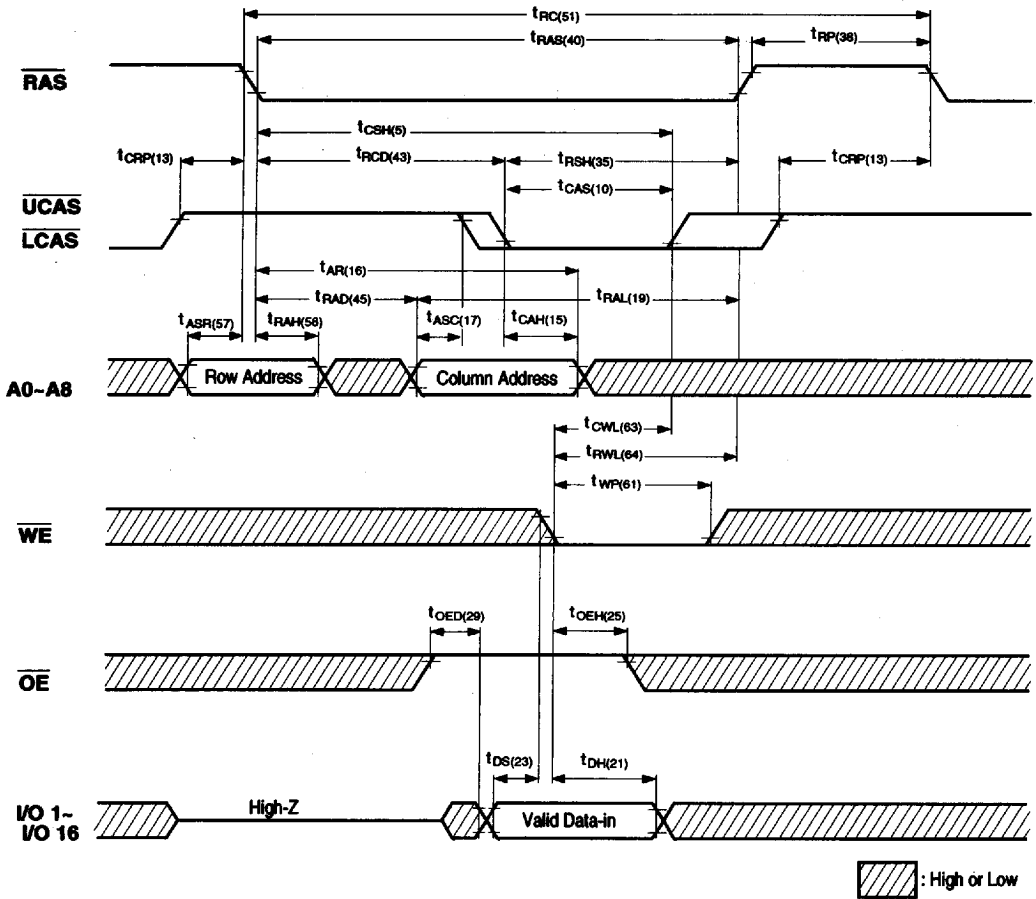 tRC(51)
tRAS(40)
tRP(38)
RAS
tCSH(5)
tCRP(13)
tRCD(43)
tRSH(35)
tCRP(13)
tCAS(10)
UCAS
LCAS
tAR(16)
tRAD(45)
tRAL(19)
tASR(57)
tRAH(58)
tASC(17)
tCAH(15)
A0~A8
Row Address
Column Address
tCWL(63)
tRWL(64)
tWP(61)
WE
tOED(29)
tOEH(25)
OE
tDS(23)
tDH(21)
I/O 1~
I/O 16
High-Z
Valid Data-in
: High or Low